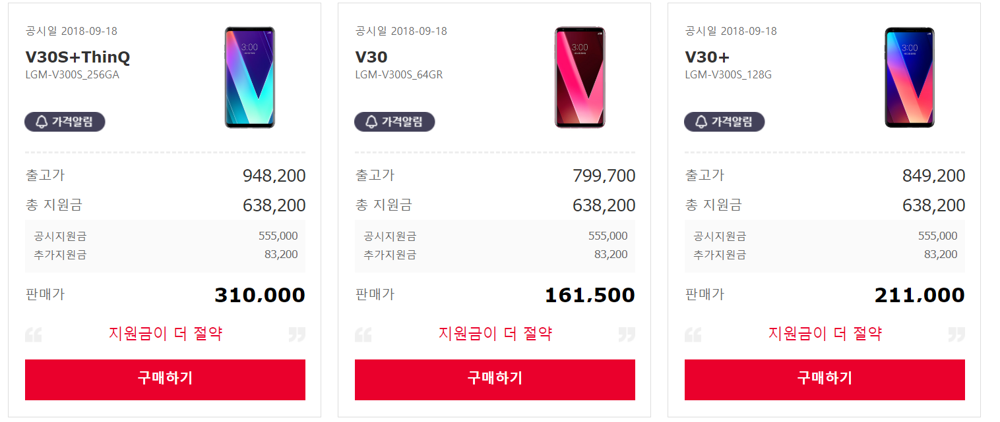 공시일 2018-09-18
V30S+ThinQ
LGM-V300S_256GA
3:00
가격알림
출고가 948,200
총 지원금 638,200
공시지원금 555,000
추가지원금 83,200
판매가 310,000
“ 지원금이 더 절약 ”
구매하기
공시일 2018-09-18
V30
LGM-V300S_64GR
3:00
가격알림
출고가 799,700
총 지원금 638,200
공시지원금 555,000
추가지원금 83,200
판매가 161,500
“ 지원금이 더 절약 ”
구매하기
공시일 2018-09-18
V30+
LGM-V300S_128G
3:00
가격알림
출고가 849,200
총 지원금 638,200
공시지원금 555,000
추가지원금 83,200
판매가 211,000
“ 지원금이 더 절약 ”
구매하기